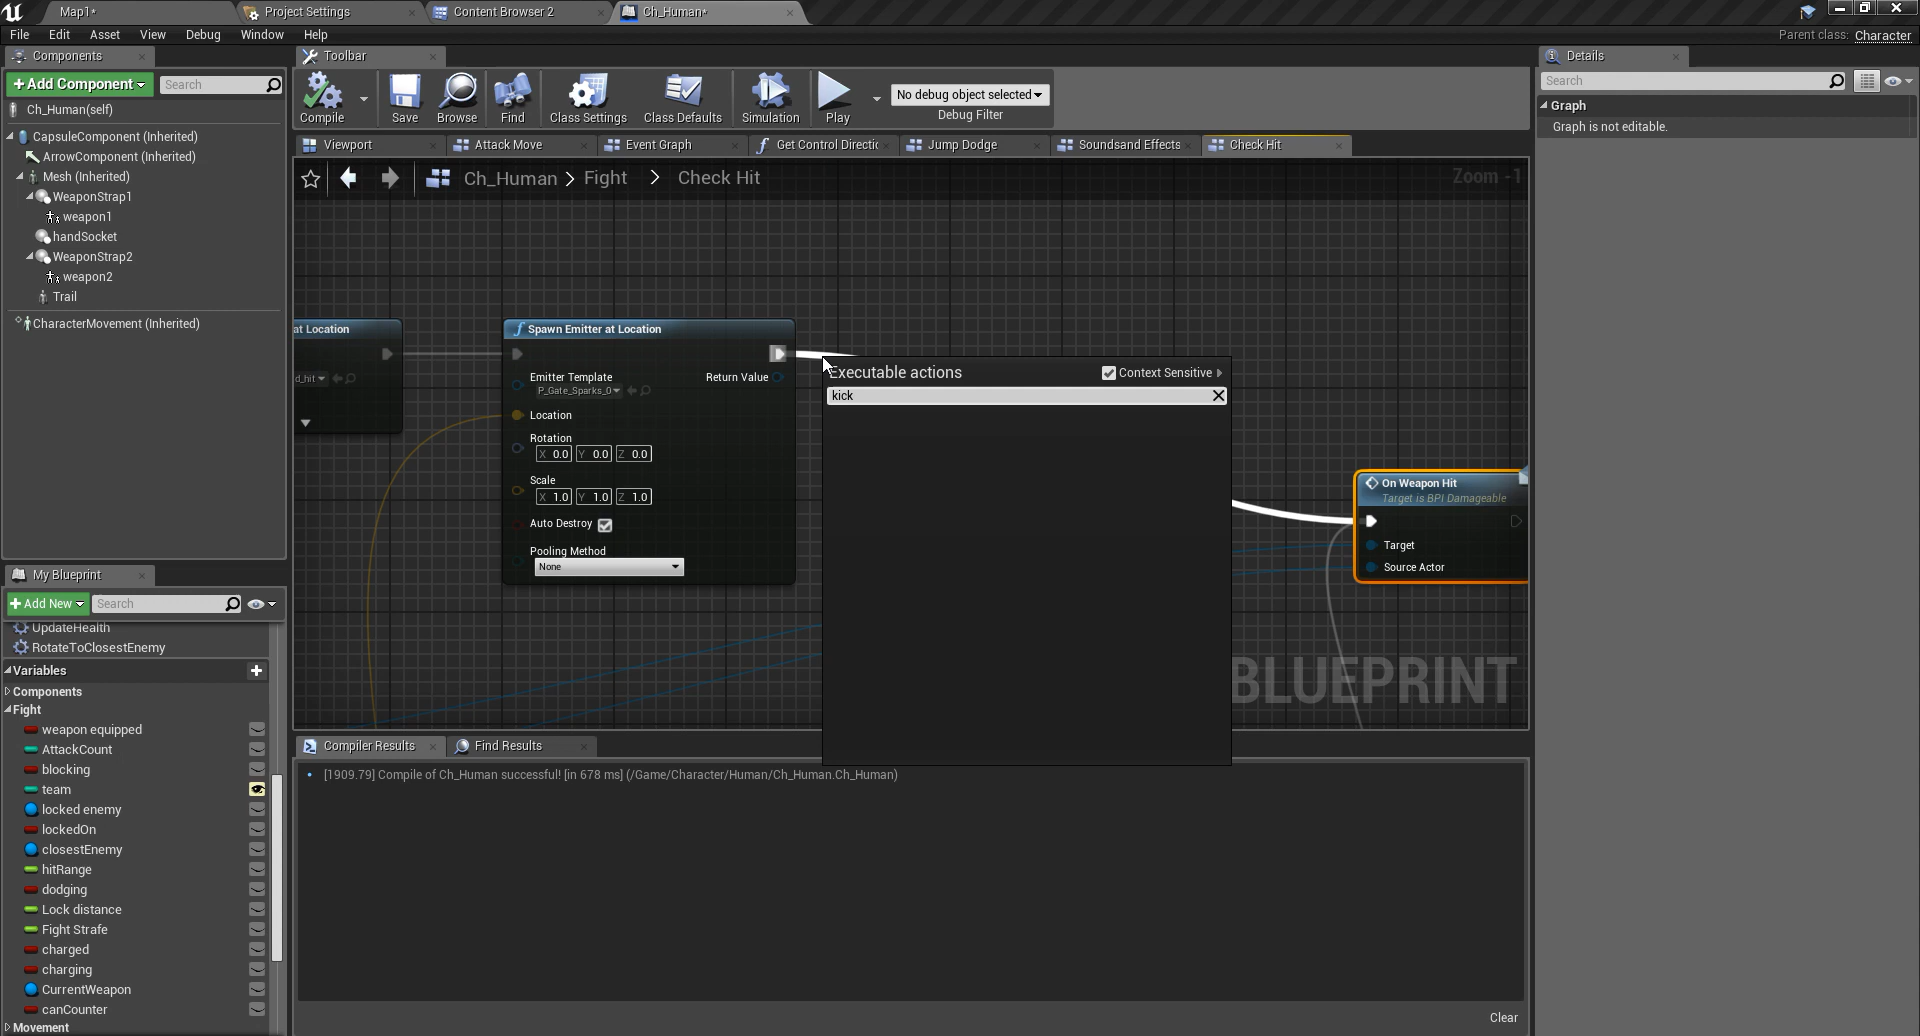 Map1*
Project Settings
Content Browser 2
Ch_Human*
File Edit Asset View Debug Window Help
Parent class: Character
Components
+Add Component
Search
Ch_Human(self)
CapsuleComponent (Inherited)
ArrowComponent (Inherited)
Mesh (Inherited)
WeaponStrap1
weapon1
handSocket
WeaponStrap2
weapon2
Trail
CharacterMovement (Inherited)
Toolbar
Compile
Save
Browse
Find
Class Settings
Class Defaults
Simulation
Play
No debug object selected
Debug Filter
Viewport
Attack Move
Event Graph
Get Control Directic
Jump Dodge
Soundsand Effects
Check Hit
Ch_Human > Fight > Check Hit
Zoom -1
at Location
d_hit
Spawn Emitter at Location
Emitter Template
P_Gate_Sparks_0
Return Value
Location
Rotation
X 0.0 Y 0.0 Z 0.0
Scale
X 1.0 Y 1.0 Z 1.0
Auto Destroy
Pooling Method
None
Executable actions
Context Sensitive
kick
On Weapon Hit
Target is BPI Damageable
Target
Source Actor
BLUEPRINT
Details
Search
Graph
Graph is not editable.
My Blueprint
+Add New
Search
UpdateHealth
RotateToClosestEnemy
Variables
Components
Fight
weapon equipped
AttackCount
blocking
team
locked enemy
lockedOn
closestEnemy
hitRange
dodging
Lock distance
Fight Strafe
charged
charging
CurrentWeapon
canCounter
Movement
Compiler Results
Find Results
[1909.79] Compile of Ch_Human successful! [in 678 ms] (/Game/Character/Human/Ch_Human.Ch_Human)
Clear